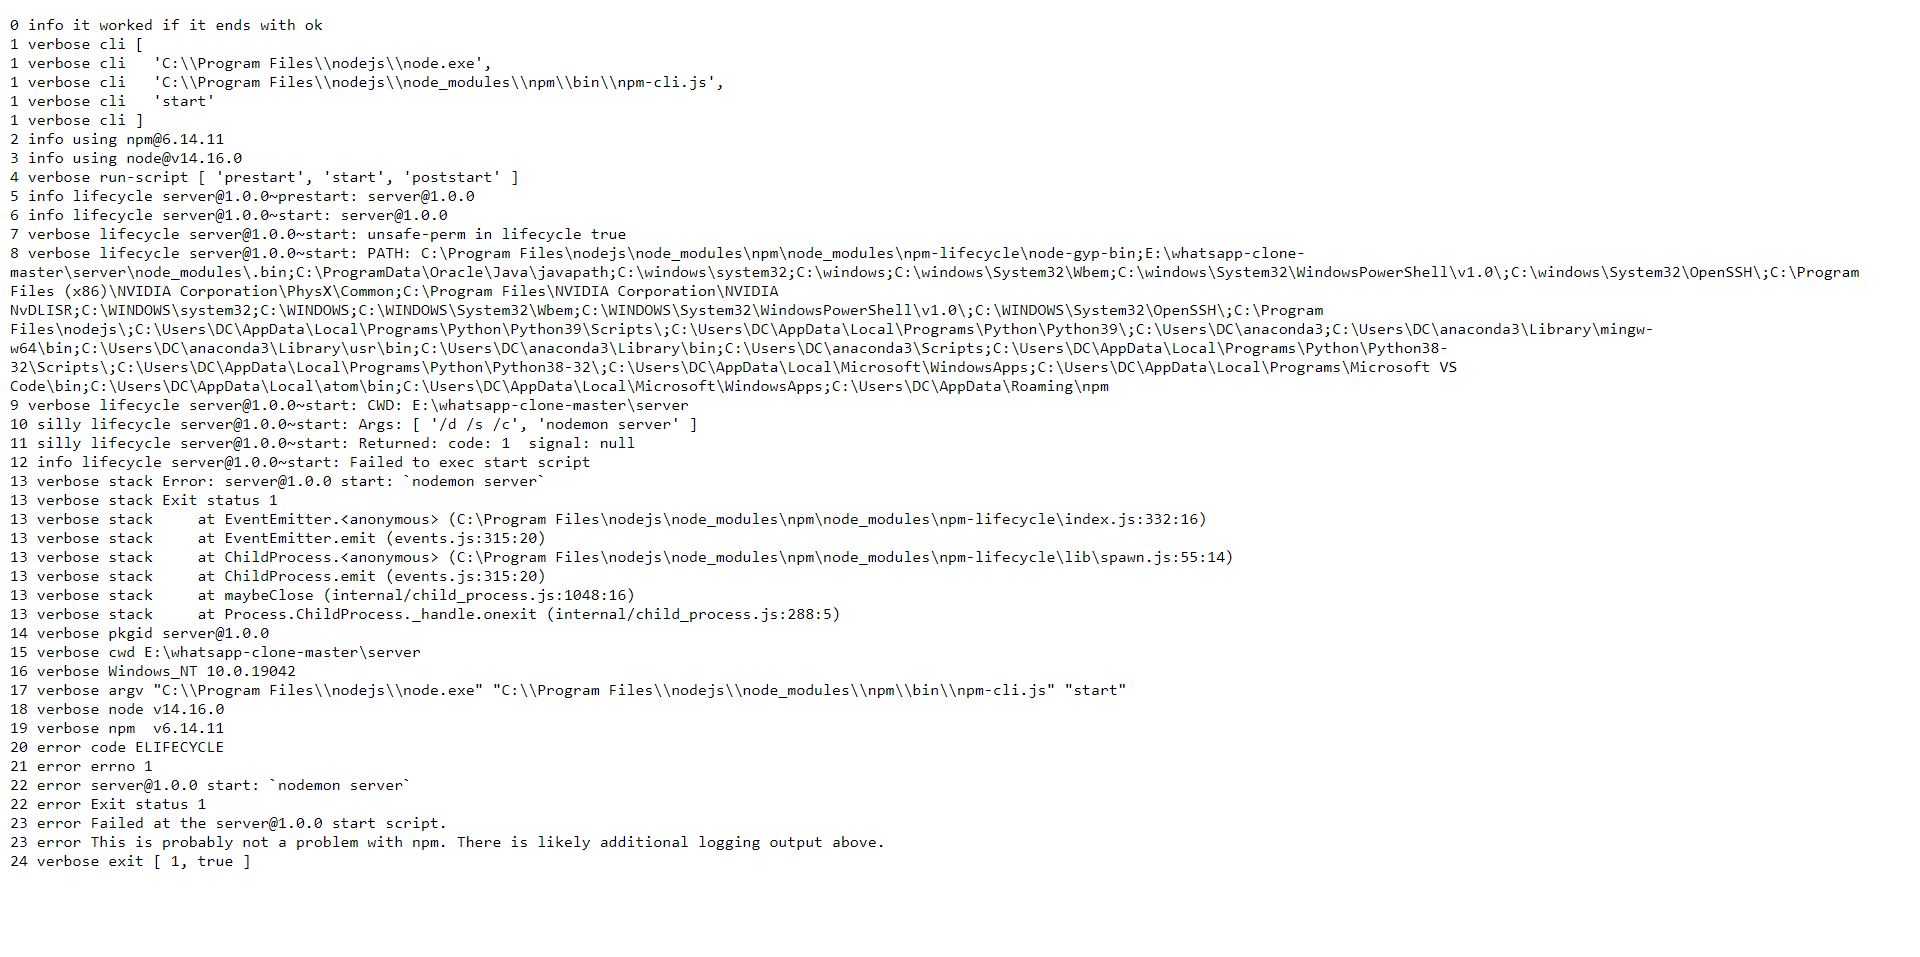 0 info it worked if it ends with ok
1 verbose cli [
1 verbose cli   'C:\\Program Files\\nodejs\\node.exe',
1 verbose cli   'C:\\Program Files\\nodejs\\node_modules\\npm\\bin\\npm-cli.js',
1 verbose cli   'start'
1 verbose cli ]
2 info using npm@6.14.11
3 info using node@v14.16.0
4 verbose run-script [ 'prestart', 'start', 'poststart' ]
5 info lifecycle server@1.0.0~prestart: server@1.0.0
6 info lifecycle server@1.0.0~start: server@1.0.0
7 verbose lifecycle server@1.0.0~start: unsafe-perm in lifecycle true
8 verbose lifecycle server@1.0.0~start: PATH: C:\Program Files\nodejs\node_modules\npm\node_modules\npm-lifecycle\node-gyp-bin;E:\whatsapp-clone-
master\server\node_modules\.bin;C:\ProgramData\Oracle\Java\javapath;C:\windows\system32;C:\windows;C:\windows\System32\Wbem;C:\windows\System32\WindowsPowerShell\v1.0\;C:\windows\System32\OpenSSH\;C:\Program
Files (x86)\NVIDIA Corporation\PhysX\Common;C:\Program Files\NVIDIA Corporation\NVIDIA
NvDLISR;C:\WINDOWS\system32;C:\WINDOWS;C:\WINDOWS\System32\Wbem;C:\WINDOWS\System32\WindowsPowerShell\v1.0\;C:\WINDOWS\System32\OpenSSH\;C:\Program
Files\nodejs\;C:\Users\DC\AppData\Local\Programs\Python\Python39\Scripts\;C:\Users\DC\AppData\Local\Programs\Python\Python39\;C:\Users\DC\anaconda3;C:\Users\DC\anaconda3\Library\mingw-
w64\bin;C:\Users\DC\anaconda3\Library\usr\bin;C:\Users\DC\anaconda3\Library\bin;C:\Users\DC\anaconda3\Scripts;C:\Users\DC\AppData\Local\Programs\Python\Python38-
32\Scripts\;C:\Users\DC\AppData\Local\Programs\Python\Python38-32\;C:\Users\DC\AppData\Local\Microsoft\WindowsApps;C:\Users\DC\AppData\Local\Programs\Microsoft VS
Code\bin;C:\Users\DC\AppData\Local\atom\bin;C:\Users\DC\AppData\Local\Microsoft\WindowsApps;C:\Users\DC\AppData\Roaming\npm
9 verbose lifecycle server@1.0.0~start: CWD: E:\whatsapp-clone-master\server
10 silly lifecycle server@1.0.0~start: Args: [ '/d /s /c', 'nodemon server' ]
11 silly lifecycle server@1.0.0~start: Returned: code: 1  signal: null
12 info lifecycle server@1.0.0~start: Failed to exec start script
13 verbose stack Error: server@1.0.0 start: `nodemon server`
13 verbose stack Exit status 1
13 verbose stack     at EventEmitter.<anonymous> (C:\Program Files\nodejs\node_modules\npm\node_modules\npm-lifecycle\index.js:332:16)
13 verbose stack     at EventEmitter.emit (events.js:315:20)
13 verbose stack     at ChildProcess.<anonymous> (C:\Program Files\nodejs\node_modules\npm\node_modules\npm-lifecycle\lib\spawn.js:55:14)
13 verbose stack     at ChildProcess.emit (events.js:315:20)
13 verbose stack     at maybeClose (internal/child_process.js:1048:16)
13 verbose stack     at Process.ChildProcess._handle.onexit (internal/child_process.js:288:5)
14 verbose pkgid server@1.0.0
15 verbose cwd E:\whatsapp-clone-master\server
16 verbose Windows_NT 10.0.19042
17 verbose argv "C:\\Program Files\\nodejs\\node.exe" "C:\\Program Files\\nodejs\\node_modules\\npm\\bin\\npm-cli.js" "start"
18 verbose node v14.16.0
19 verbose npm  v6.14.11
20 error code ELIFECYCLE
21 error errno 1
22 error server@1.0.0 start: `nodemon server`
22 error Exit status 1
23 error Failed at the server@1.0.0 start script.
23 error This is probably not a problem with npm. There is likely additional logging output above.
24 verbose exit [ 1, true ]